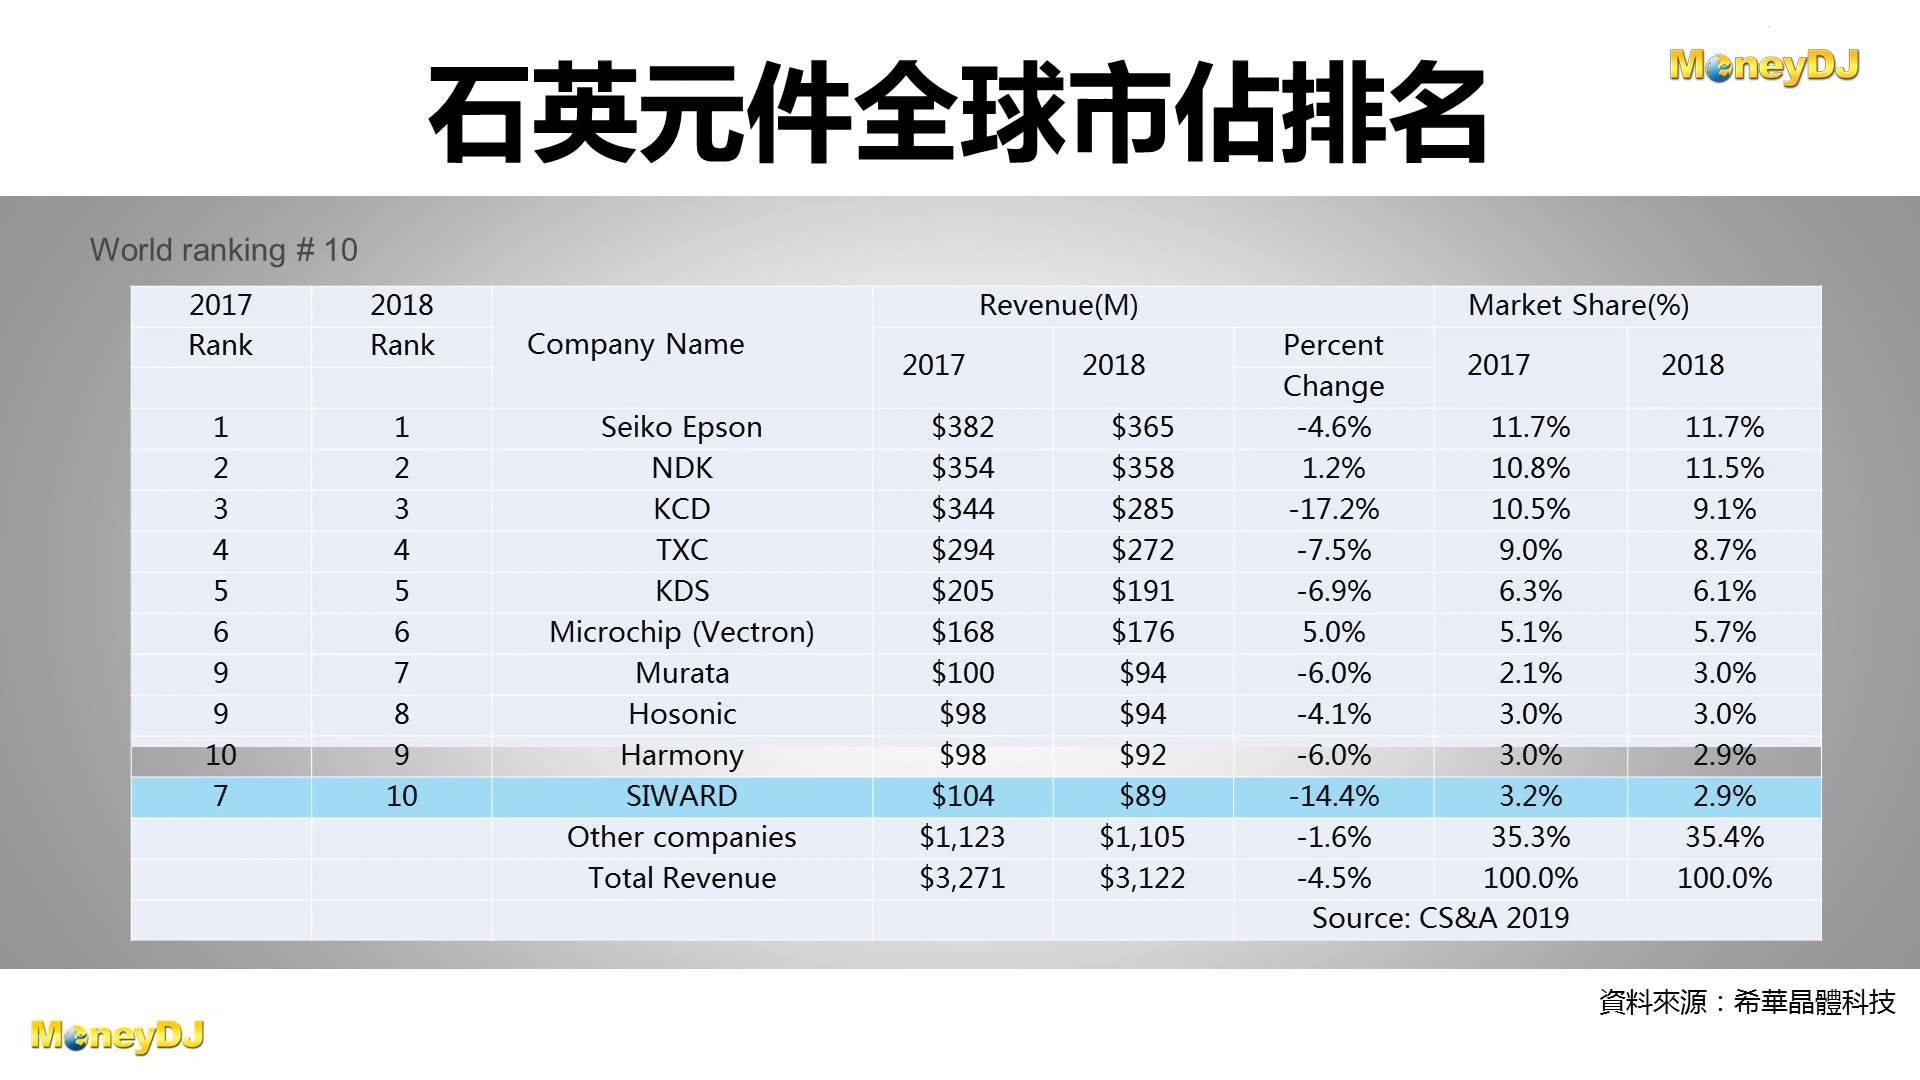 石英元件全球市佔排名
MoneyDJ
World ranking # 10
2017 2018 Company Name Revenue(M) Market Share(%)
Rank Rank 2017 2018 Percent Change 2017 2018
1 1 Seiko Epson $382 $365 -4.6% 11.7% 11.7%
2 2 NDK $354 $358 1.2% 10.8% 11.5%
3 3 KCD $344 $285 -17.2% 10.5% 9.1%
4 4 TXC $294 $272 -7.5% 9.0% 8.7%
5 5 KDS $205 $191 -6.9% 6.3% 6.1%
6 6 Microchip (Vectron) $168 $176 5.0% 5.1% 5.7%
9 7 Murata $100 $94 -6.0% 2.1% 3.0%
9 8 Hosonic $98 $94 -4.1% 3.0% 3.0%
10 9 Harmony $98 $92 -6.0% 3.0% 2.9%
7 10 SIWARD $104 $89 -14.4% 3.2% 2.9%
Other companies $1,123 $1,105 -1.6% 35.3% 35.4%
Total Revenue $3,271 $3,122 -4.5% 100.0% 100.0%
Source: CS&A 2019
資料來源：希華晶體科技
MoneyDJ